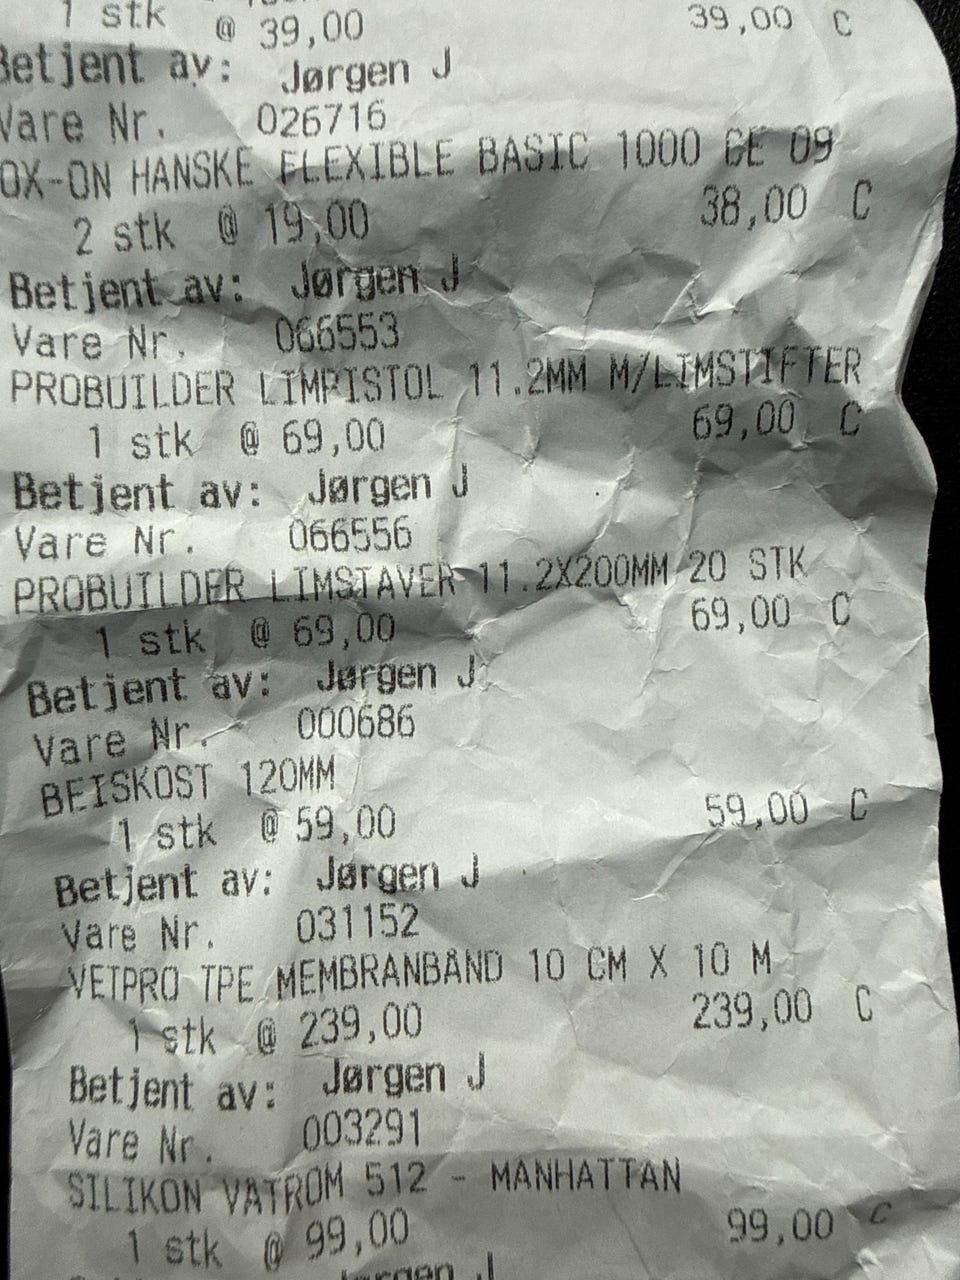 1 stk @ 39,00 39,00 C
Betjent av: Jørgen J
Vare Nr. 026716
OX-ON HANSKE FLEXIBLE BASIC 1000 CE 09
2 stk @ 19,00 38,00 C
Betjent av: Jørgen J
Vare Nr. 066553
PROBUILDER LIMPISTOL 11.2MM M/LIMSTIFTER
1 stk @ 69,00 69,00 C
Betjent av: Jørgen J
Vare Nr. 066556
PROBUILDER LIMSTAVER 11.2X200MM 20 STK
1 stk @ 69,00 69,00 C
Betjent av: Jørgen J
Vare Nr. 000686
BEISKOST 120MM
1 stk @ 59,00 59,00 C
Betjent av: Jørgen J
Vare Nr. 031152
VETPRO TPE MEMBRANBAND 10 CM X 10 M
1 stk @ 239,00 239,00 C
Betjent av: Jørgen J
Vare Nr. 003291
SILIKON VATROM 512 - MANHATTAN
1 stk @ 99,00 99,00 C
Jørgen J